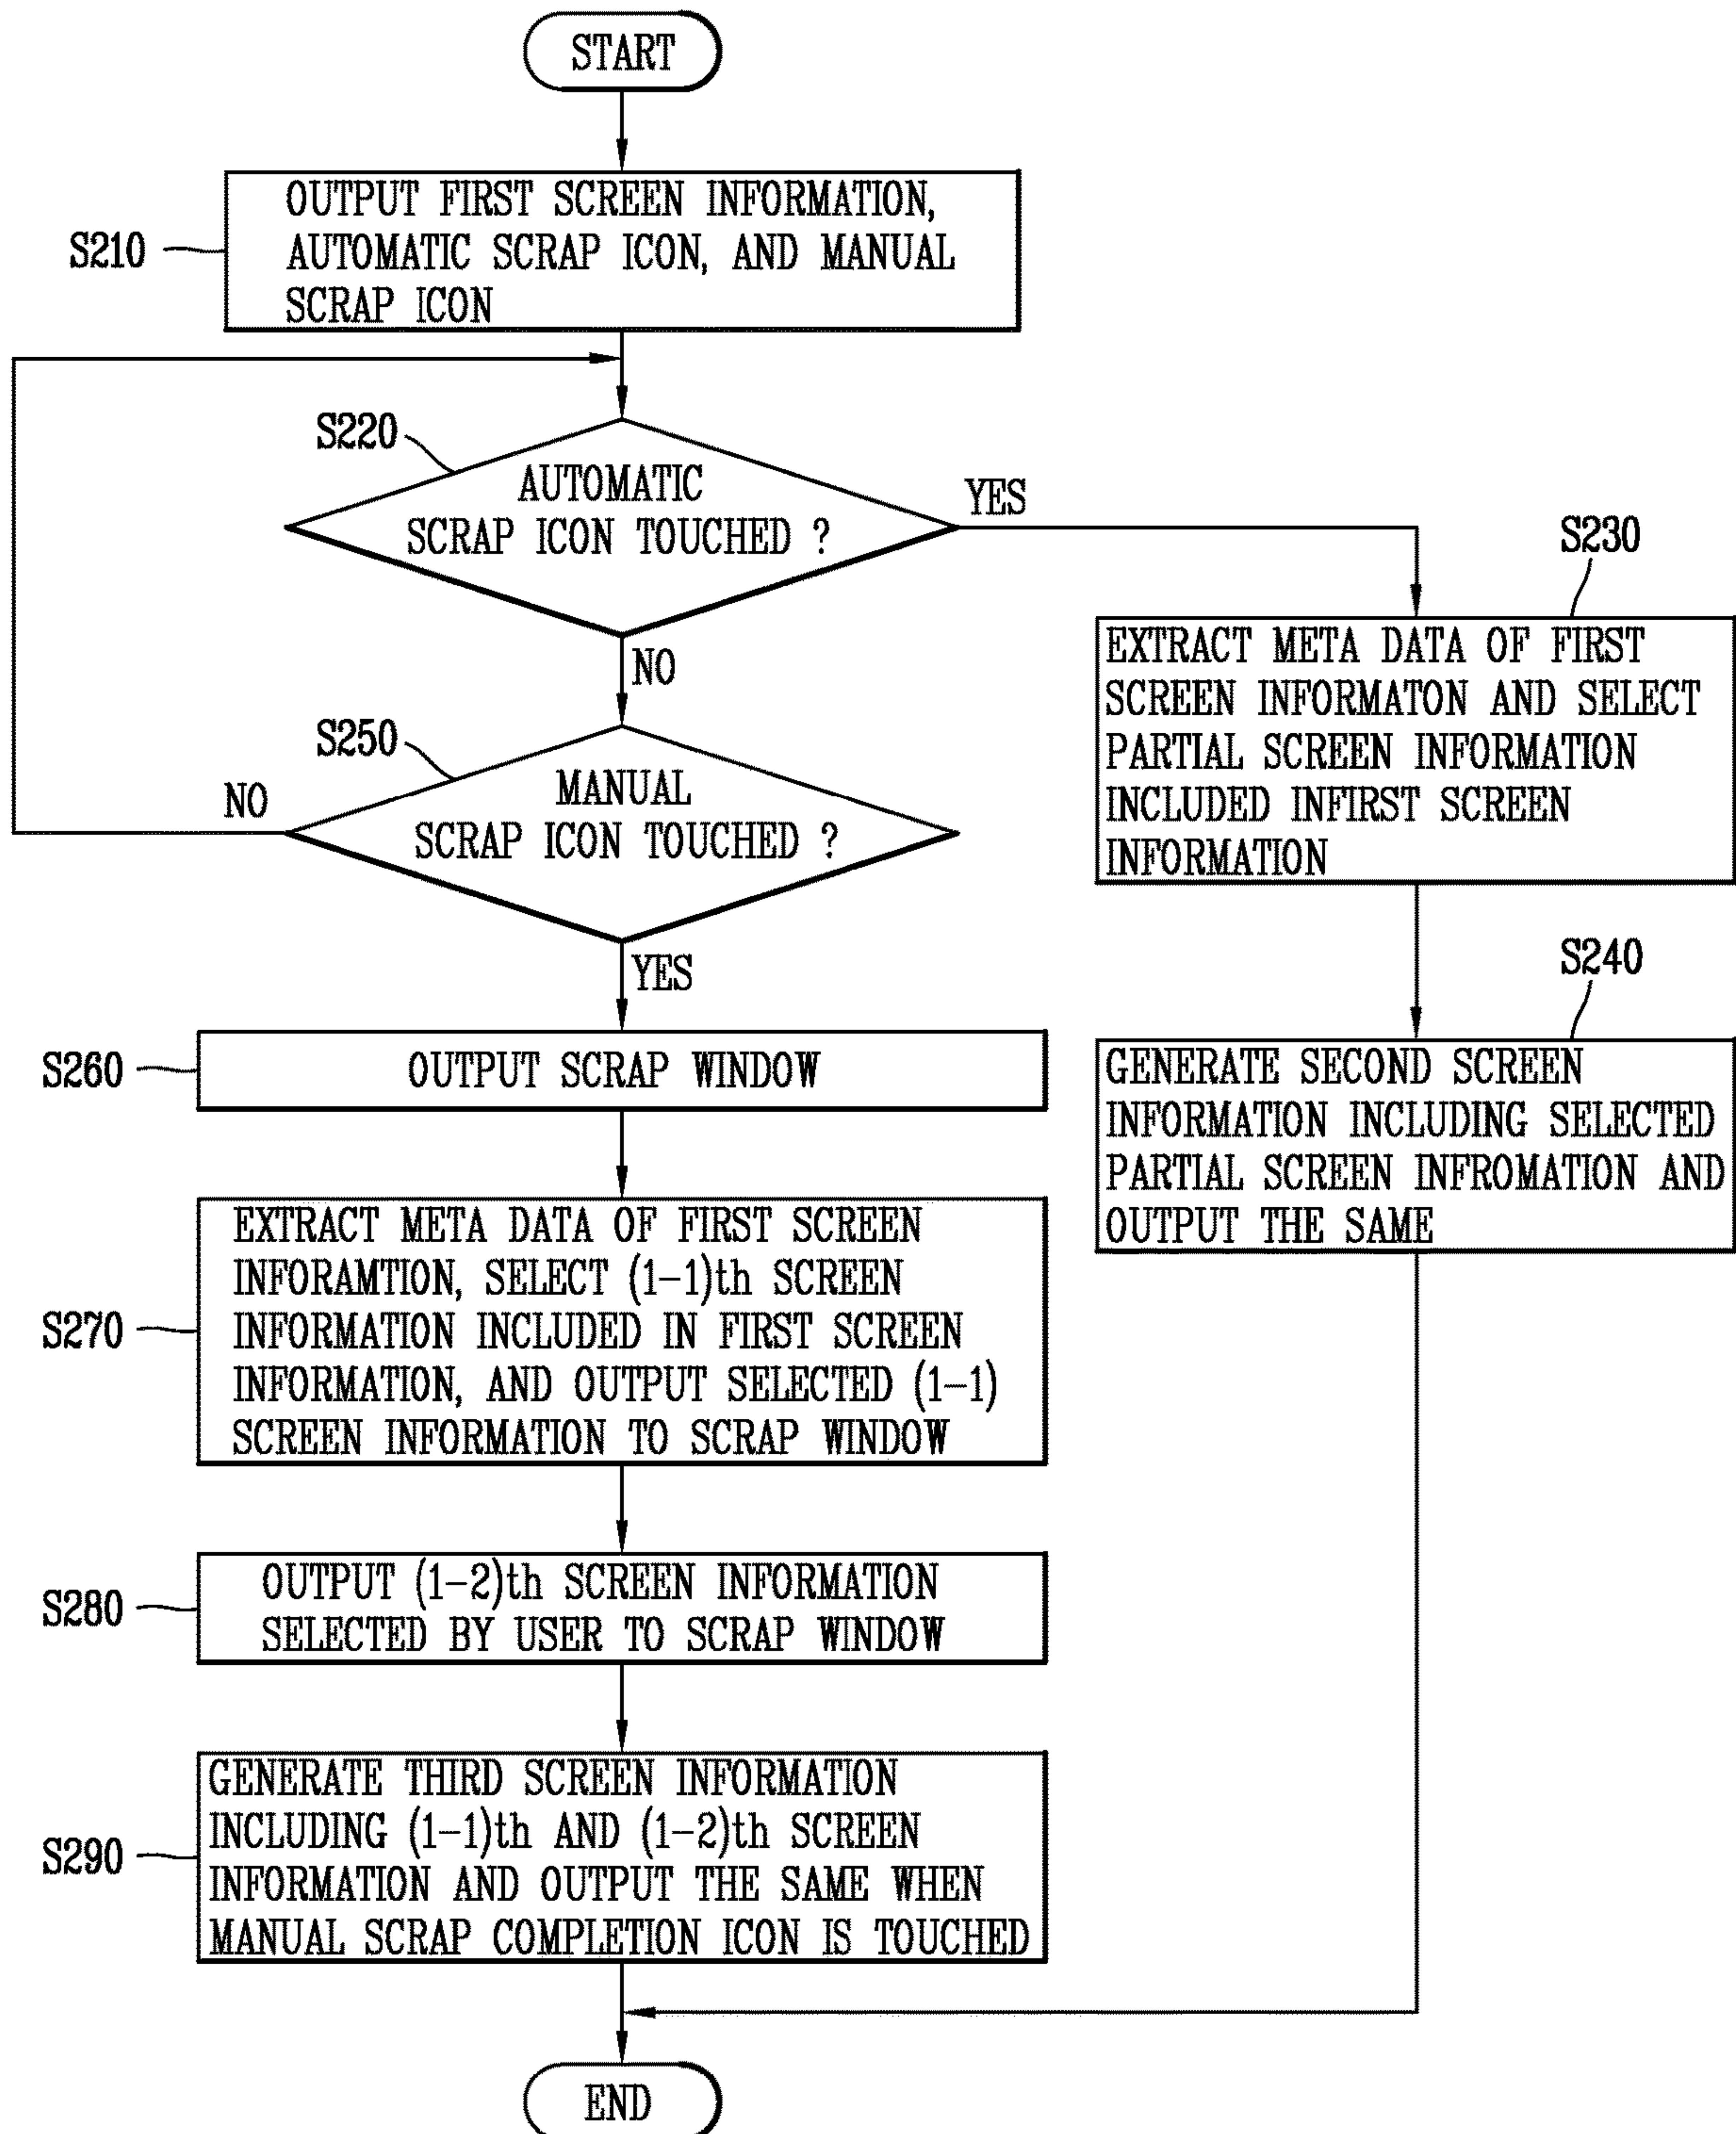 START
OUTPUT FIRST SCREEN INFORMATION,
AUTOMATIC SCRAP ICON, AND MANUAL
SCRAP ICON
S210
S220
AUTOMATIC
SCRAP ICON TOUCHED ?
YES
NO
S230
EXTRACT META DATA OF FIRST
SCREEN INFORMATON AND SELECT
PARTIAL SCREEN INFORMATION
INCLUDED INFIRST SCREEN
INFORMATION
S240
GENERATE SECOND SCREEN
INFORMATION INCLUDING SELECTED
PARTIAL SCREEN INFROMATION AND
OUTPUT THE SAME
S250
MANUAL
SCRAP ICON TOUCHED ?
NO
YES
S260
OUTPUT SCRAP WINDOW
S270
EXTRACT META DATA OF FIRST SCREEN
INFORAMTION, SELECT (1-1)th SCREEN
INFORMATION INCLUDED IN FIRST SCREEN
INFORMATION, AND OUTPUT SELECTED (1-1)
SCREEN INFORMATION TO SCRAP WINDOW
S280
OUTPUT (1-2)th SCREEN INFORMATION
SELECTED BY USER TO SCRAP WINDOW
S290
GENERATE THIRD SCREEN INFORMATION
INCLUDING (1-1)th AND (1-2)th SCREEN
INFORMATION AND OUTPUT THE SAME WHEN
MANUAL SCRAP COMPLETION ICON IS TOUCHED
END